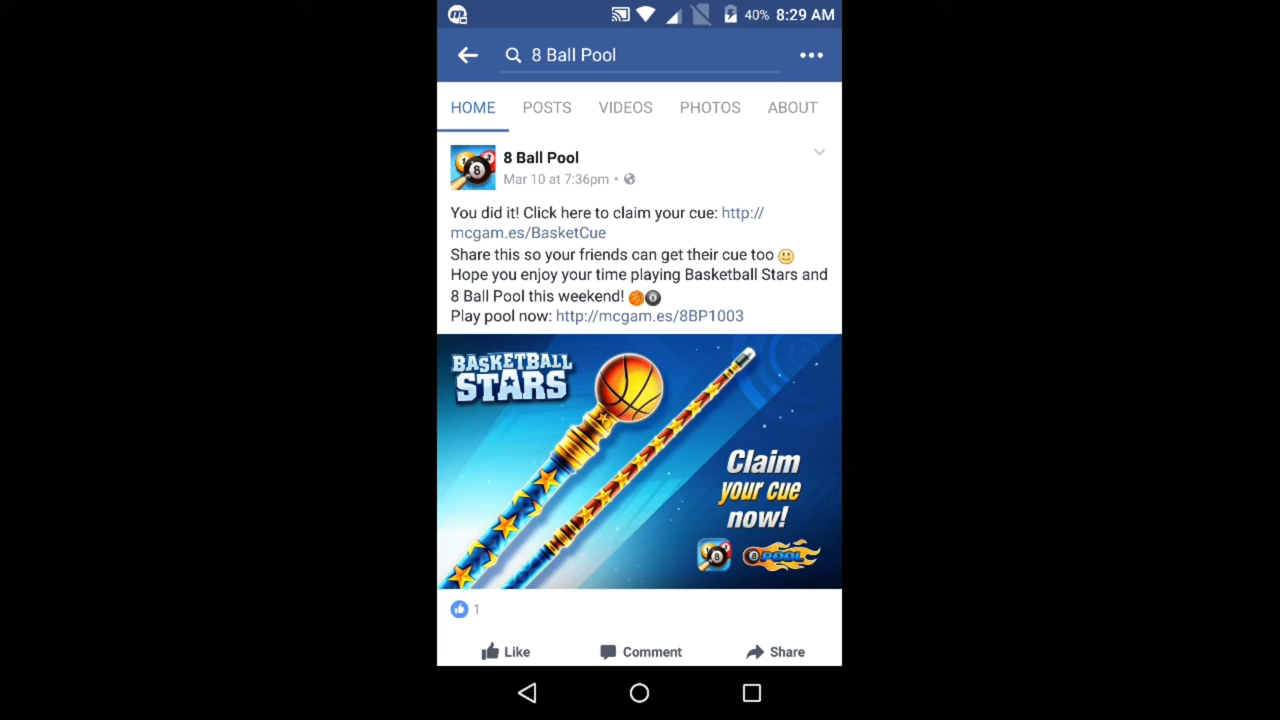 40% 8:29 AM
8 Ball Pool
HOME POSTS VIDEOS PHOTOS ABOUT
8 Ball Pool
Mar 10 at 7:36pm •
You did it! Click here to claim your cue: http://
mcgam.es/BasketCue
Share this so your friends can get their cue too
Hope you enjoy your time playing Basketball Stars and
8 Ball Pool this weekend!
Play pool now: http://mcgam.es/8BP1003
BASKETBALL
STARS
Claim
your cue
now!
8 POOL
1
Like Comment Share